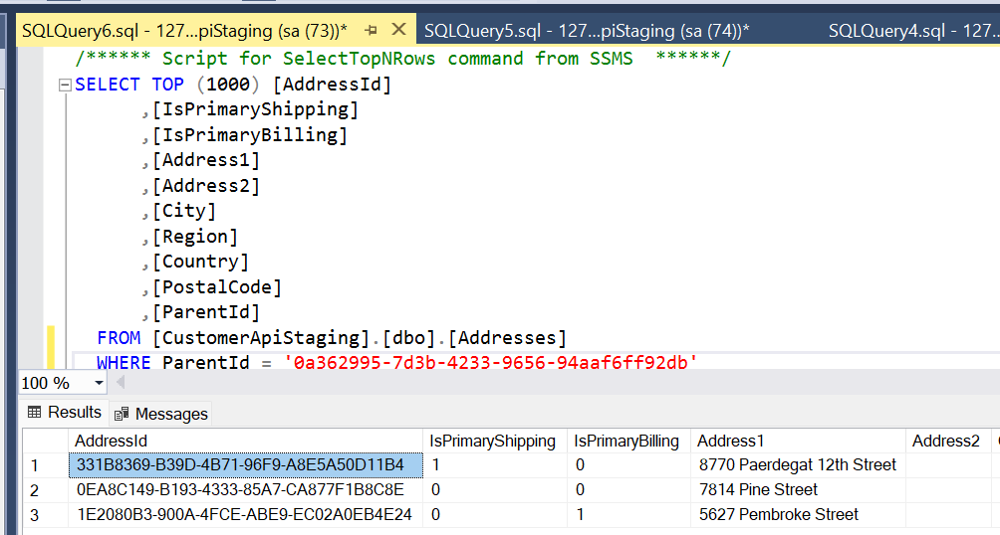 SQLQuery6.sql - 127...piStaging (sa (73))* SQLQuery5.sql - 127...piStaging (sa (74))* SQLQuery4.sql - 127...
/****** Script for SelectTopNRows command from SSMS  ******/
SELECT TOP (1000) [AddressId]
,[IsPrimaryShipping]
,[IsPrimaryBilling]
,[Address1]
,[Address2]
,[City]
,[Region]
,[Country]
,[PostalCode]
,[ParentId]
FROM [CustomerApiStaging].[dbo].[Addresses]
WHERE ParentId = '0a362995-7d3b-4233-9656-94aaf6ff92db'
100 %
Results Messages
AddressId IsPrimaryShipping IsPrimaryBilling Address1 Address2
1 331B8369-B39D-4B71-96F9-A8E5A50D11B4 1 0 8770 Paerdegat 12th Street
2 0EA8C149-B193-4333-85A7-CA877F1B8C8E 0 0 7814 Pine Street
3 1E2080B3-900A-4FCE-ABE9-EC02A0EB4E24 0 1 5627 Pembroke Street